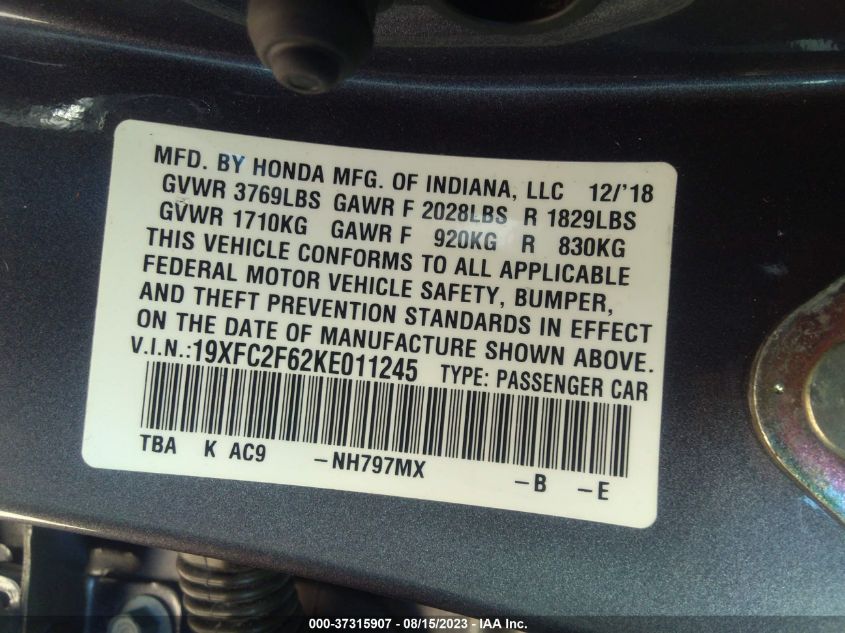 MFD. BY HONDA MFG. OF INDIANA, LLC 12/'18
GVWR 3769LBS GAWR F 2028LBS R 1829LBS
GVWR 1710KG GAWR F 920KG R 830KG
THIS VEHICLE CONFORMS TO ALL APPLICABLE
FEDERAL MOTOR VEHICLE SAFETY, BUMPER,
AND THEFT PREVENTION STANDARDS IN EFFECT
ON THE DATE OF MANUFACTURE SHOWN ABOVE.
V.I.N.:19XFC2F62KE011245 TYPE: PASSENGER CAR
TBA K AC9 -NH797MX -B -E
000-37315907 - 08/15/2023 - IAA Inc.